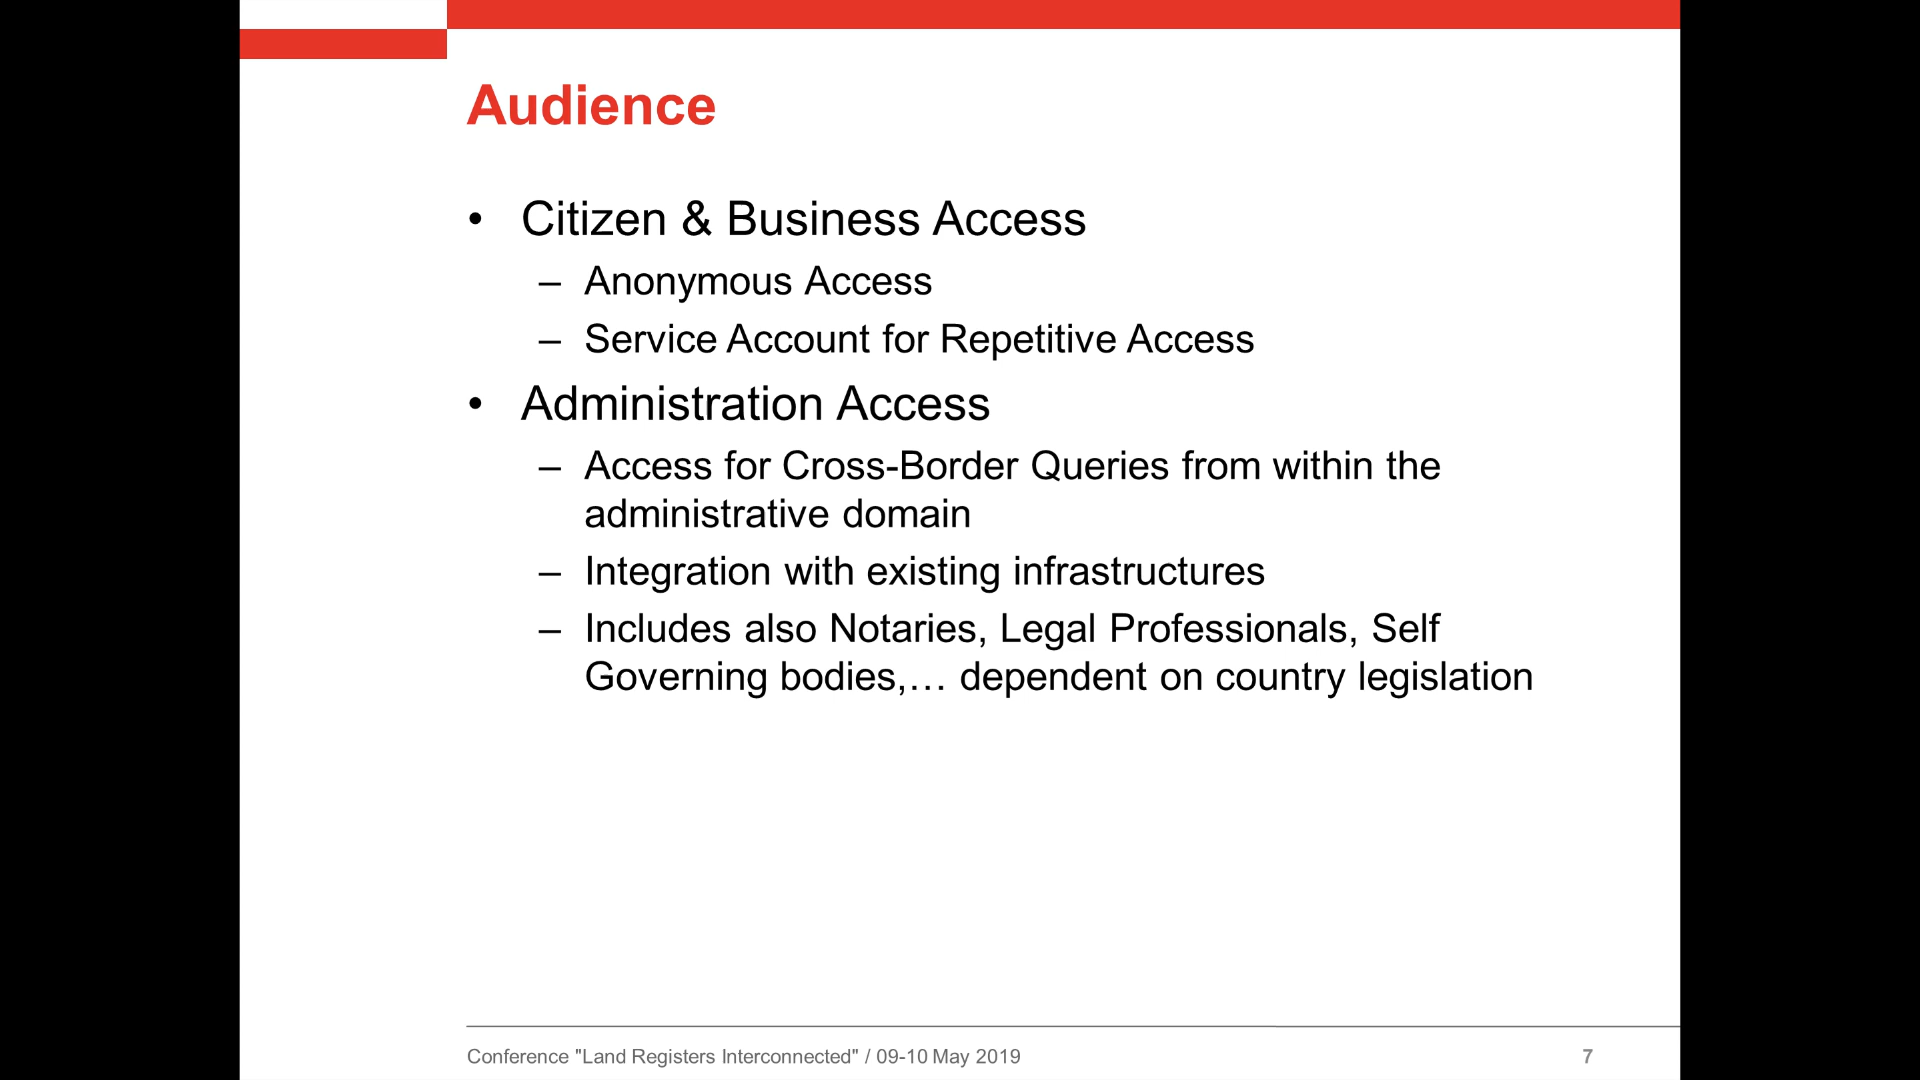 Audience
• Citizen & Business Access
– Anonymous Access
– Service Account for Repetitive Access
• Administration Access
– Access for Cross-Border Queries from within the
administrative domain
– Integration with existing infrastructures
– Includes also Notaries, Legal Professionals, Self
Governing bodies,… dependent on country legislation
Conference "Land Registers Interconnected" / 09-10 May 2019
7